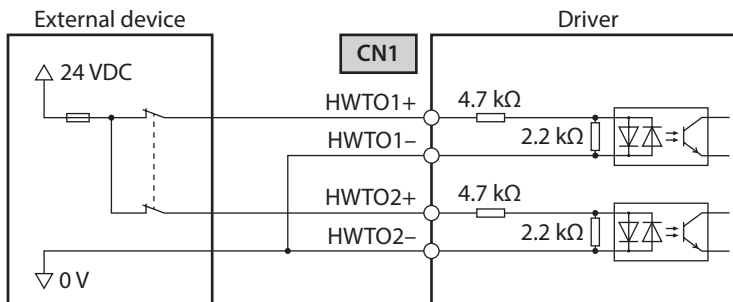 External device
Driver
CN1
24 VDC
HWTO1+
4.7 kΩ
HWTO1−
2.2 kΩ
HWTO2+
4.7 kΩ
HWTO2−
2.2 kΩ
0 V